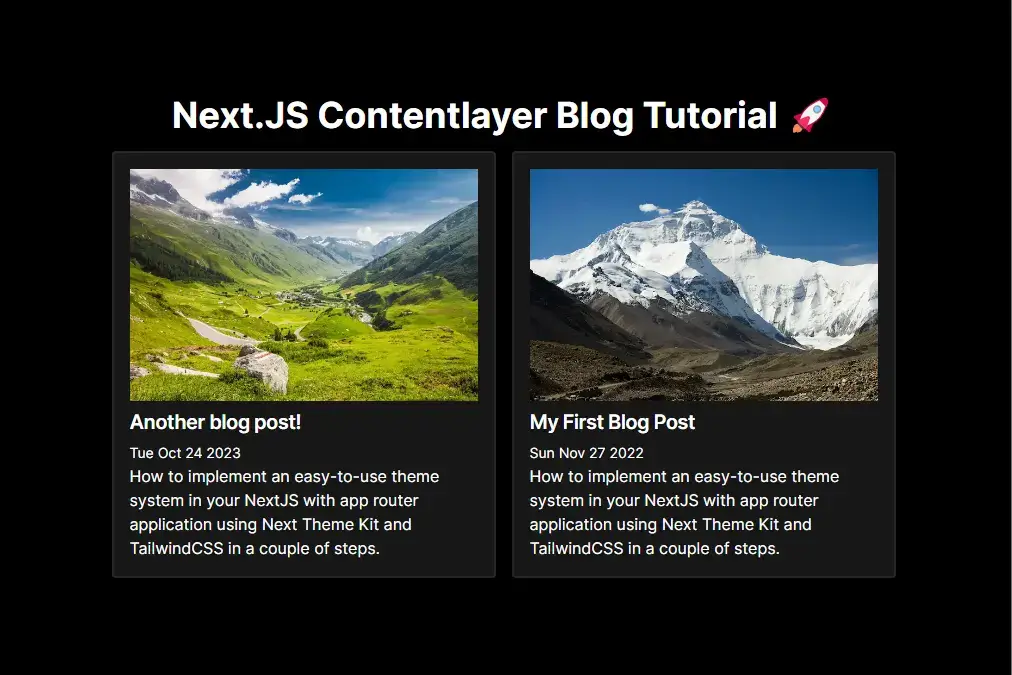 Next.JS Contentlayer Blog Tutorial 🚀
Another blog post!
Tue Oct 24 2023
How to implement an easy-to-use theme
system in your NextJS with app router
application using Next Theme Kit and
TailwindCSS in a couple of steps.
My First Blog Post
Sun Nov 27 2022
How to implement an easy-to-use theme
system in your NextJS with app router
application using Next Theme Kit and
TailwindCSS in a couple of steps.